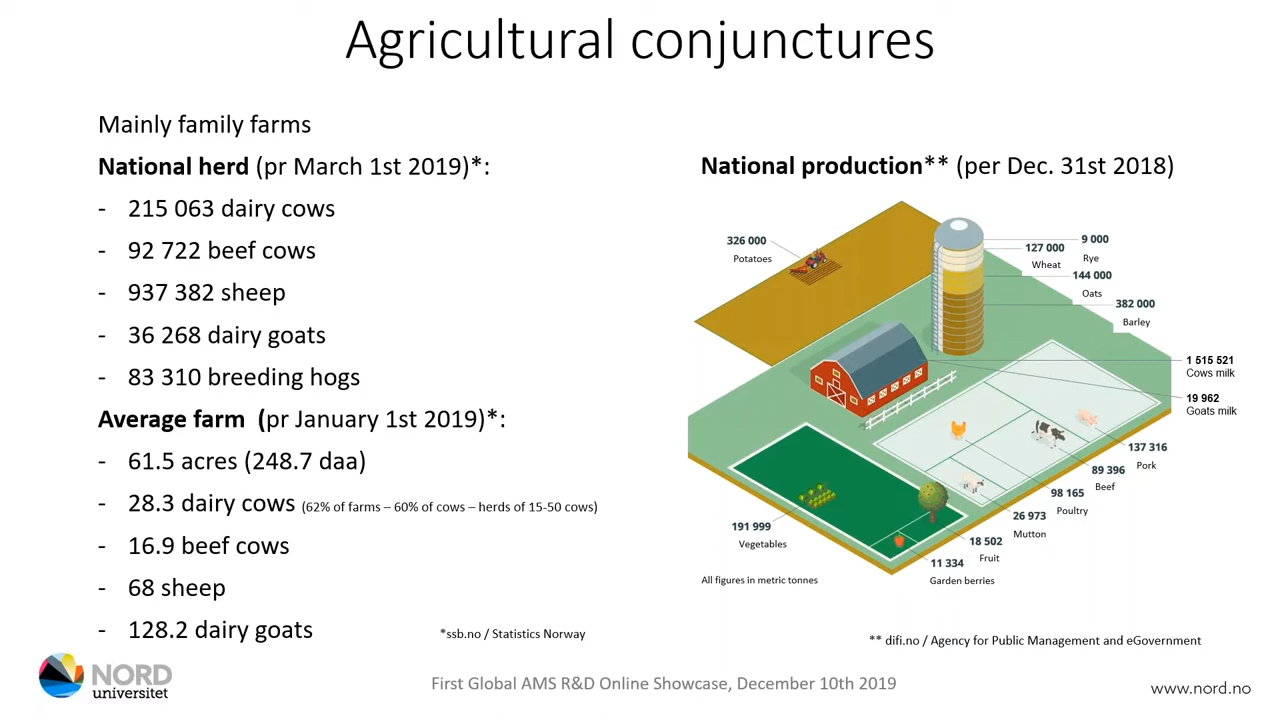 Agricultural conjunctures
Mainly family farms
National herd (pr March 1st 2019)*:
- 215 063 dairy cows
- 92 722 beef cows
- 937 382 sheep
- 36 268 dairy goats
- 83 310 breeding hogs
Average farm (pr January 1st 2019)*:
- 61.5 acres (248.7 daa)
- 28.3 dairy cows (62% of farms – 60% of cows – herds of 15-50 cows)
- 16.9 beef cows
- 68 sheep
- 128.2 dairy goats
*ssb.no / Statistics Norway
National production** (per Dec. 31st 2018)
326 000
Potatoes
9 000
Rye
127 000
Wheat
144 000
Oats
382 000
Barley
1 515 521
Cows milk
19 962
Goats milk
137 316
Pork
89 396
Beef
98 165
Poultry
26 973
Mutton
18 502
Fruit
11 334
Garden berries
191 999
Vegetables
All figures in metric tonnes
** difi.no / Agency for Public Management and eGovernment
NORD
universitet
First Global AMS R&D Online Showcase, December 10th 2019
www.nord.no